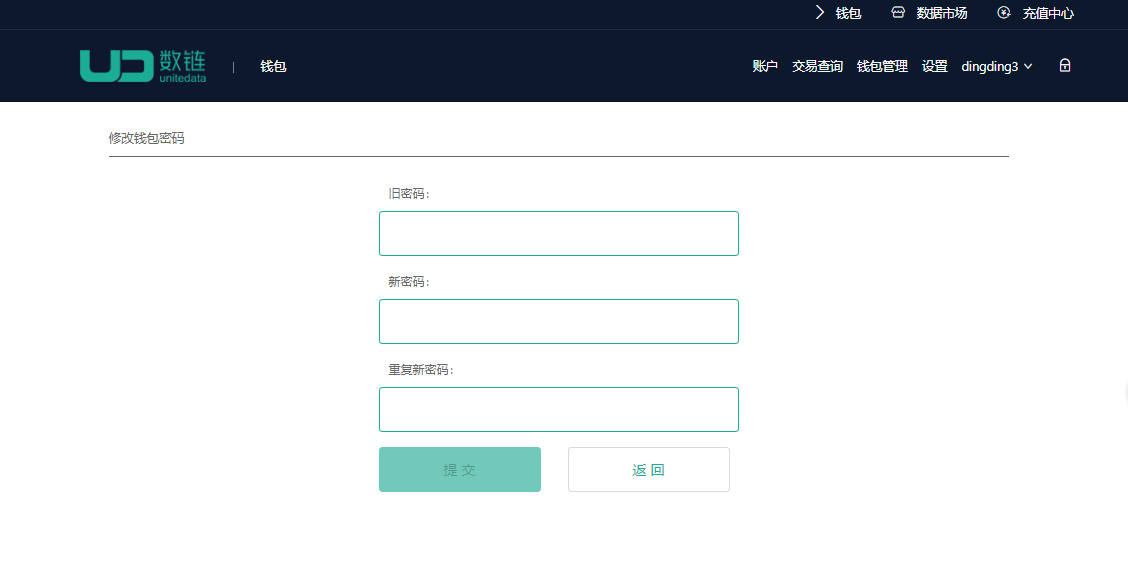 钱包 数据市场 充值中心
数链
unitedata
| 钱包 账户 交易查询 钱包管理 设置 dingding3
修改钱包密码
旧密码：
新密码：
重复新密码：
提 交 返 回